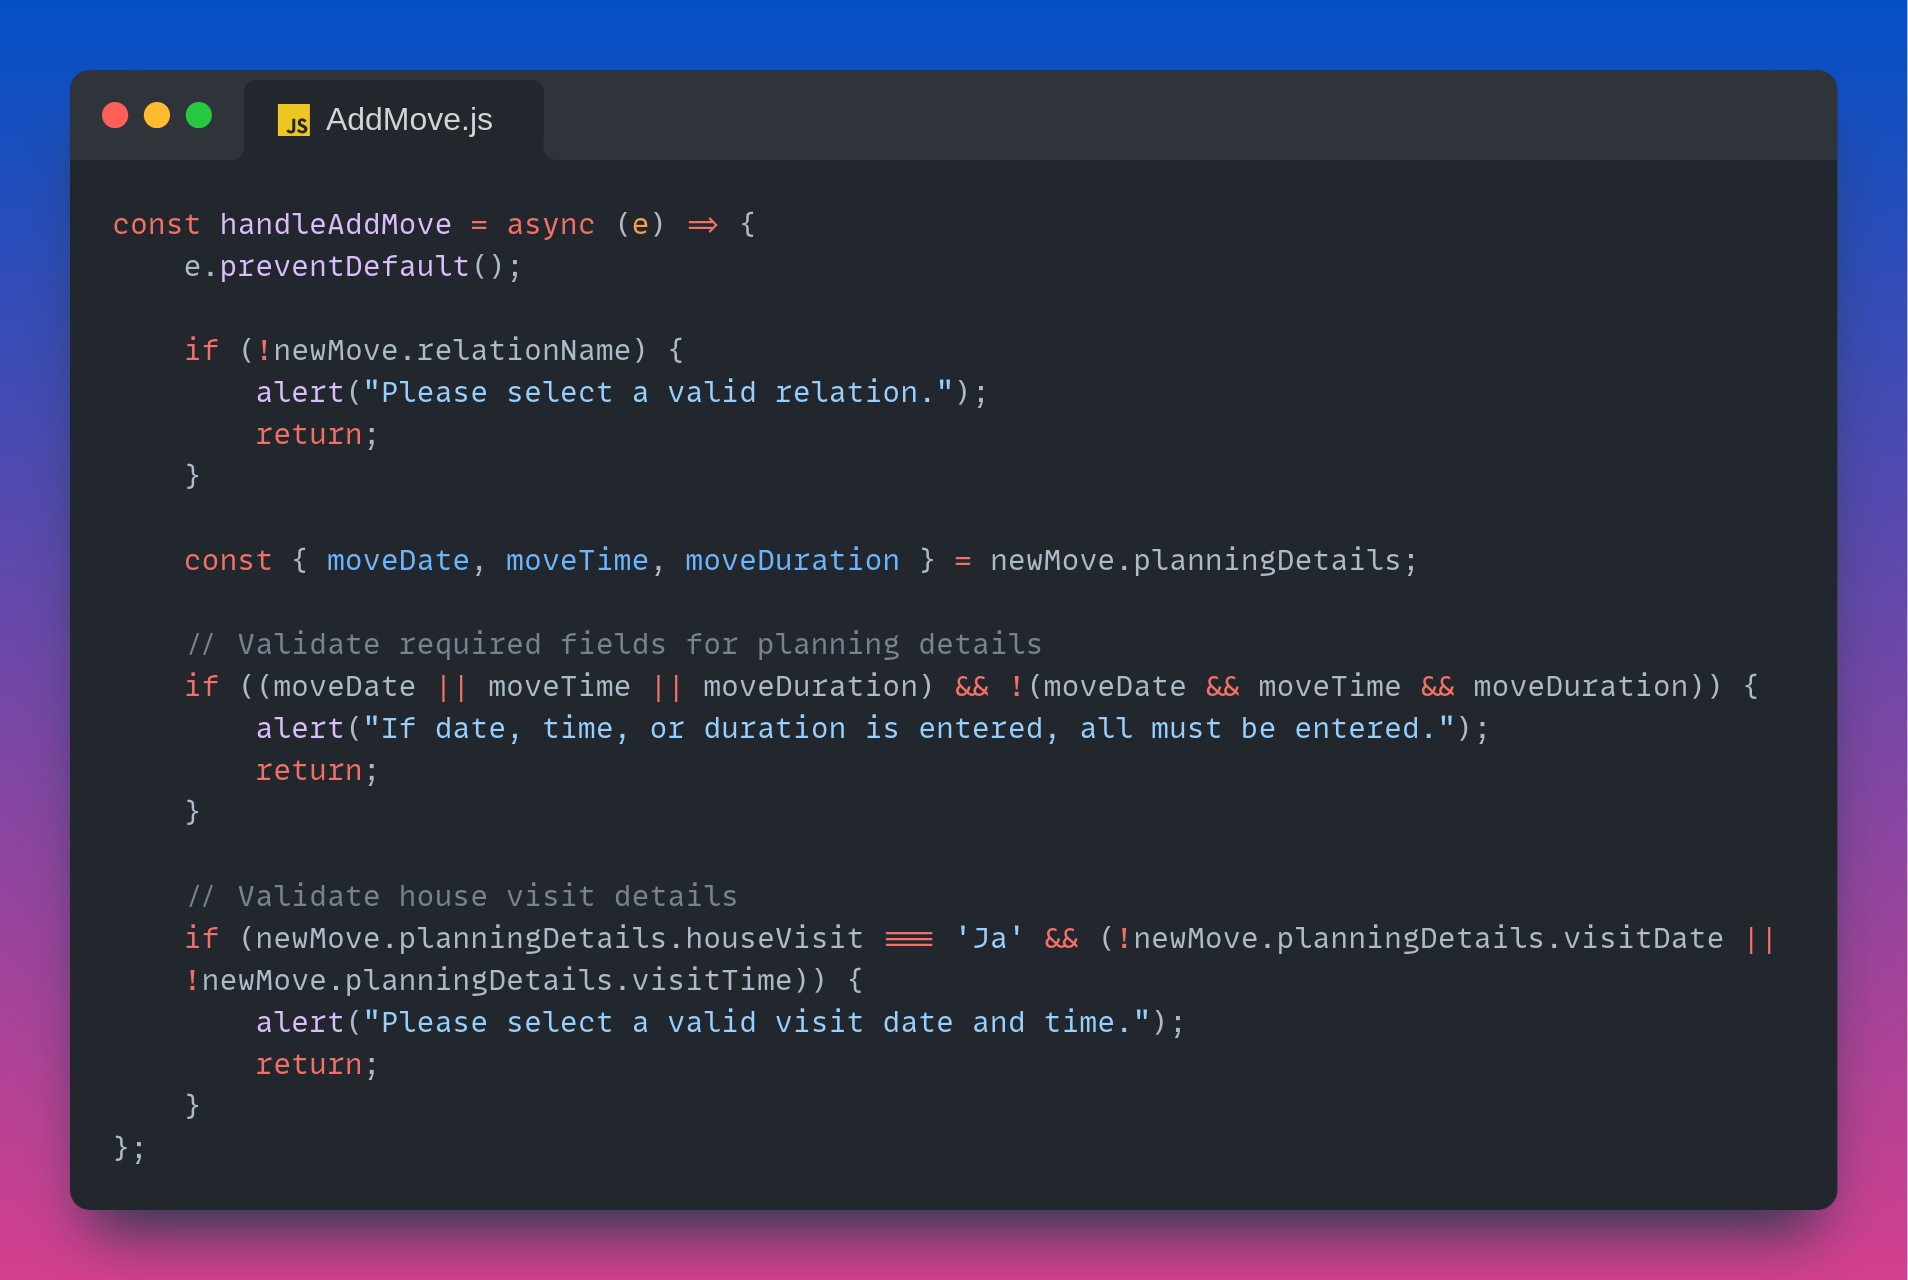 JS AddMove.js
const handleAddMove = async (e) => {
    e.preventDefault();

    if (!newMove.relationName) {
        alert("Please select a valid relation.");
        return;
    }

    const { moveDate, moveTime, moveDuration } = newMove.planningDetails;

    // Validate required fields for planning details
    if ((moveDate || moveTime || moveDuration) && !(moveDate && moveTime && moveDuration)) {
        alert("If date, time, or duration is entered, all must be entered.");
        return;
    }

    // Validate house visit details
    if (newMove.planningDetails.houseVisit === 'Ja' && (!newMove.planningDetails.visitDate ||
    !newMove.planningDetails.visitTime)) {
        alert("Please select a valid visit date and time.");
        return;
    }
};